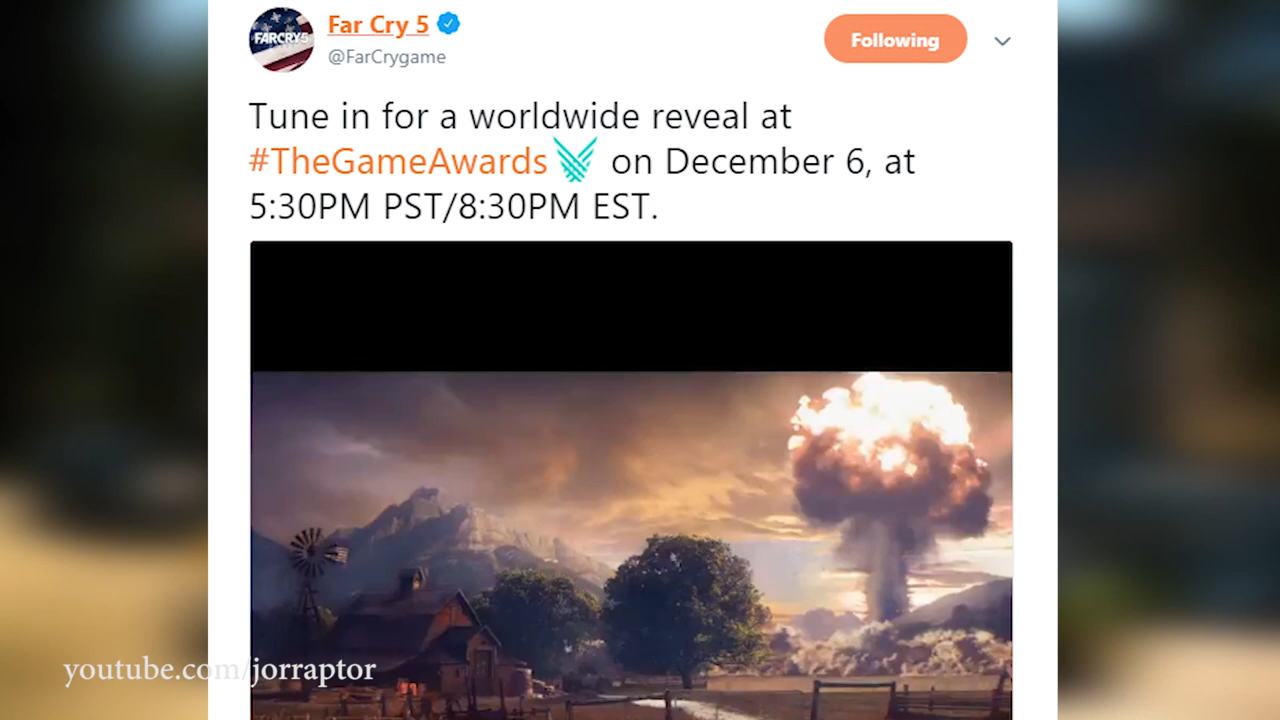 FARCRY5
Far Cry 5
@FarCrygame
Following
Tune in for a worldwide reveal at
#TheGameAwards on December 6, at
5:30PM PST/8:30PM EST.
youtube.com/jorraptor